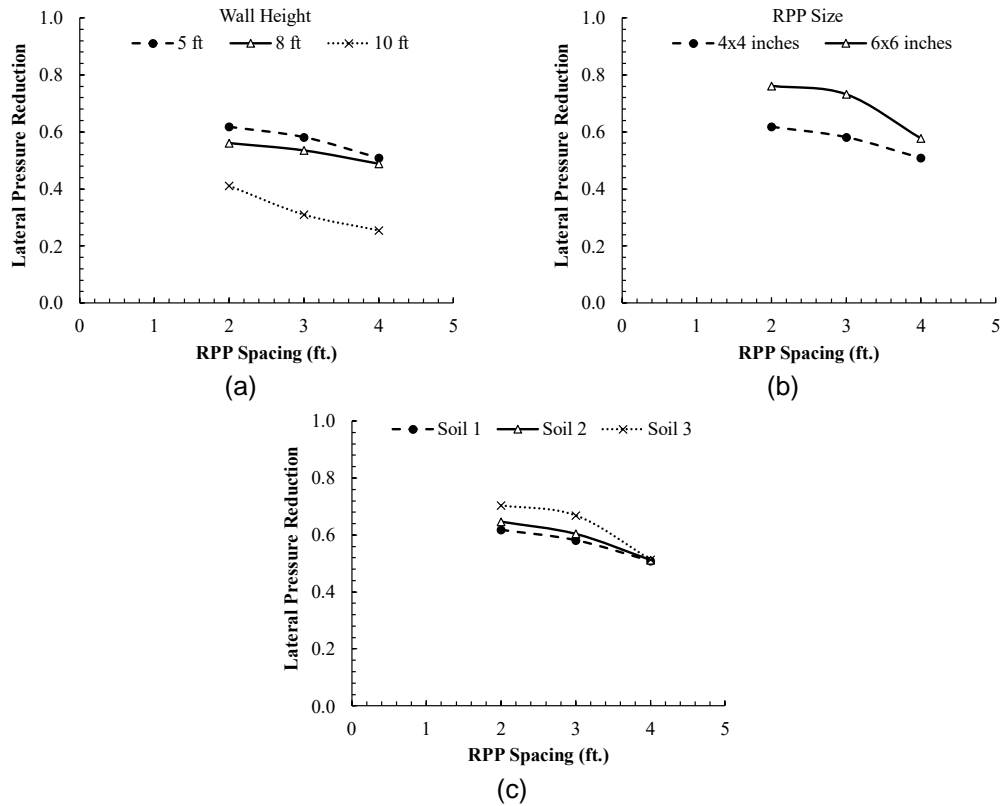 Wall Height
5 ft 8 ft 10 ft
1.0
0.8
0.6
0.4
0.2
0.0
Lateral Pressure Reduction
0 1 2 3 4 5
RPP Spacing (ft.)
(a)
RPP Size
4x4 inches 6x6 inches
1.0
0.8
0.6
0.4
0.2
0.0
Lateral Pressure Reduction
0 1 2 3 4 5
RPP Spacing (ft.)
(b)
Soil 1 Soil 2 Soil 3
1.0
0.8
0.6
0.4
0.2
0.0
Lateral Pressure Reduction
0 1 2 3 4 5
RPP Spacing (ft.)
(c)